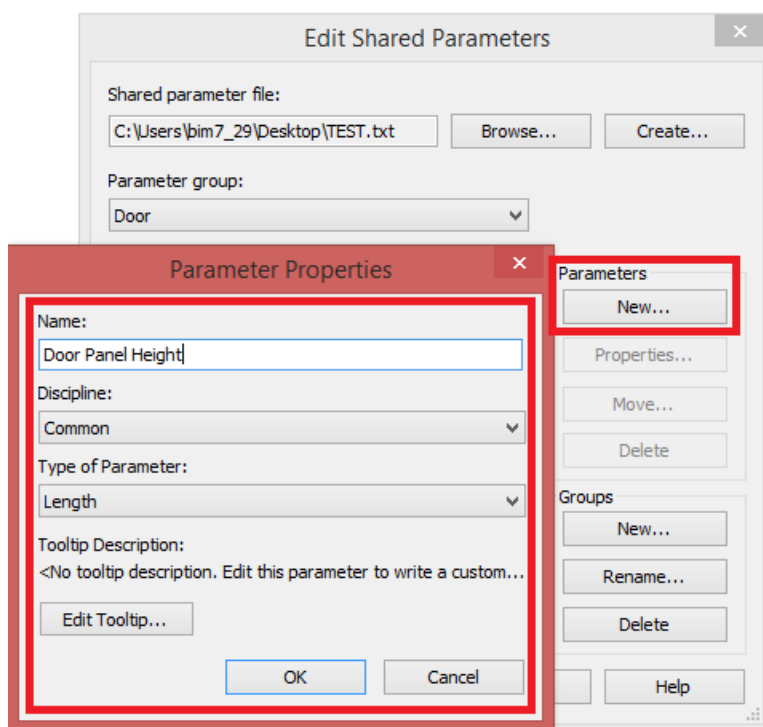 Edit Shared Parameters
Shared parameter file:
C:\Users\bim7_29\Desktop\TEST.txt
Browse...
Create...
Parameter group:
Door
Parameter Properties
Name:
Door Panel Height
Discipline:
Common
Type of Parameter:
Length
Tooltip Description:
<No tooltip description. Edit this parameter to write a custom...
Edit Tooltip...
OK
Cancel
Parameters
New...
Properties...
Move...
Delete
Groups
New...
Rename...
Delete
Help